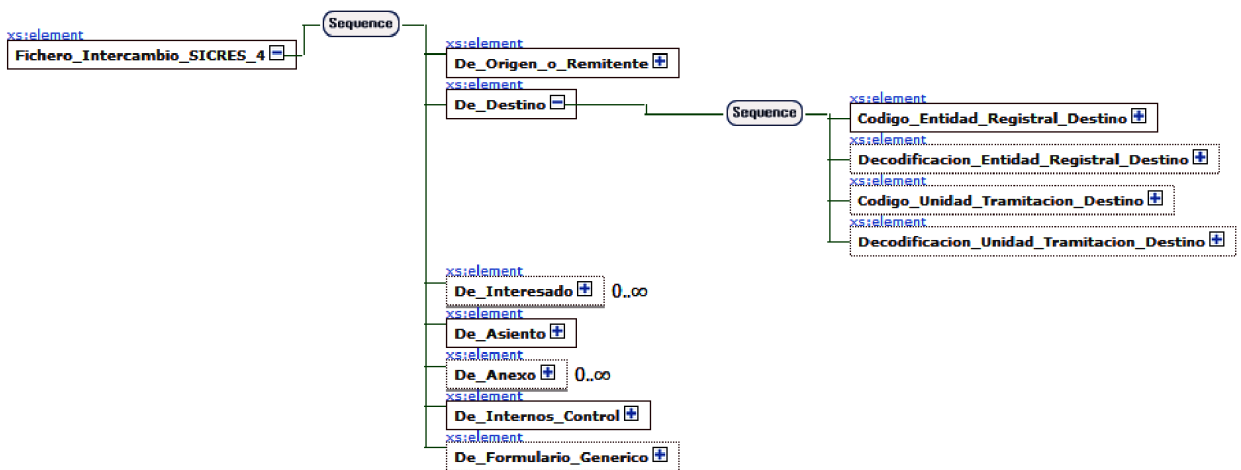 xs:element
Fichero_Intercambio_SICRES_4
Sequence
xs:element
De_Origen_o_Remitente
xs:element
De_Destino
Sequence
xs:element
Codigo_Entidad_Registral_Destino
xs:element
Decodificacion_Entidad_Registral_Destino
xs:element
Codigo_Unidad_Tramitacion_Destino
xs:element
Decodificacion_Unidad_Tramitacion_Destino
xs:element
De_Interesado 0..∞
xs:element
De_Asiento
xs:element
De_Anexo 0..∞
xs:element
De_Internos_Control
xs:element
De_Formulario_Generico